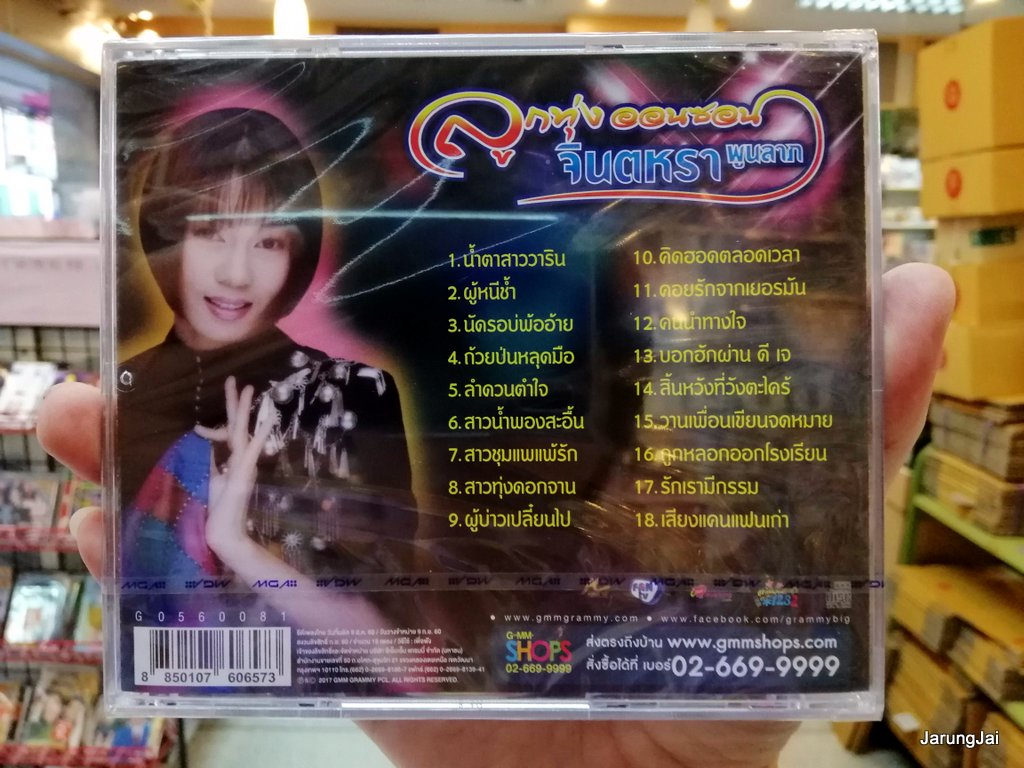 ลูกทุ่ง ออนซอน
จินตหรา พูนลาภ
1. น้ำตาสาววาริน
2. ผู้หนีช้ำ
3. นัดรอบ่พ้ออ้าย
4. ถ้วยป่นหลุดมือ
5. ลำดวนตำใจ
6. สาวน้ำพองสะอื้น
7. สาวชุมแพแพ้รัก
8. สาวทุ่งดอกจาน
9. ผู้บ่าวเปลี๋ยนไป
10. คิดฮอดตลอดเวลา
11. คอยรักจากเยอรมัน
12. คนนำทางใจ
13. บอกฮักผ่าน ดี เจ
14. สิ้นหวังที่วังตะไคร้
15. วานเพื่อนเขียนจดหมาย
16. ถูกหลอกออกโรงเรียน
17. รักเรามีกรรม
18. เสียงแคนแฟนเก่า
MGA MGA MGA MGA MGA MGA
G0560081
8 850107 606573
℗&© 2017 GMM GRAMMY PCL. ALL RIGHTS RESERVED.
• www.gmmgrammy.com • www.facebook.com/grammybig
G-MM
SHOPS
02-669-9999
ส่งตรงถึงบ้าน www.gmmshops.com
สั่งซื้อได้ที่ เบอร์ 02-669-9999
JarungJai